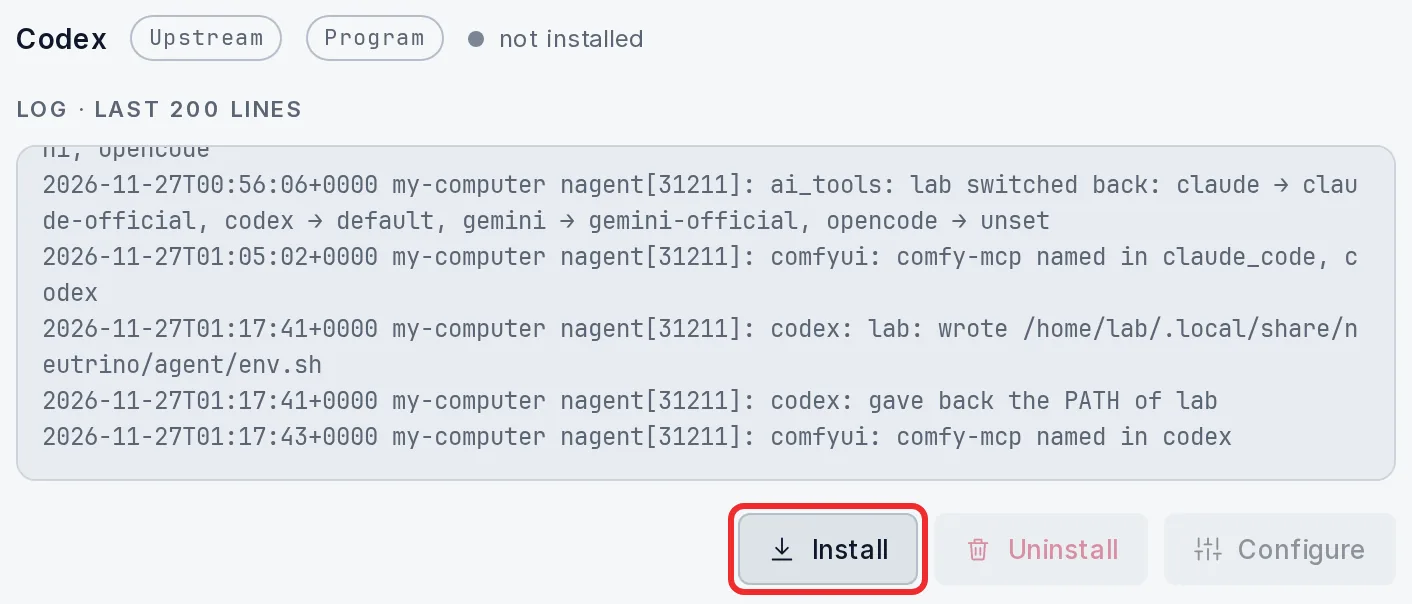 Codex Upstream Program not installed
LOG · LAST 200 LINES
ni, opencode
2026-11-27T00:56:06+0000 my-computer nagent[31211]: ai_tools: lab switched back: claude → clau
de-official, codex → default, gemini → gemini-official, opencode → unset
2026-11-27T01:05:02+0000 my-computer nagent[31211]: comfyui: comfy-mcp named in claude_code, c
odex
2026-11-27T01:17:41+0000 my-computer nagent[31211]: codex: lab: wrote /home/lab/.local/share/n
eutrino/agent/env.sh
2026-11-27T01:17:41+0000 my-computer nagent[31211]: codex: gave back the PATH of lab
2026-11-27T01:17:43+0000 my-computer nagent[31211]: comfyui: comfy-mcp named in codex
Install Uninstall Configure